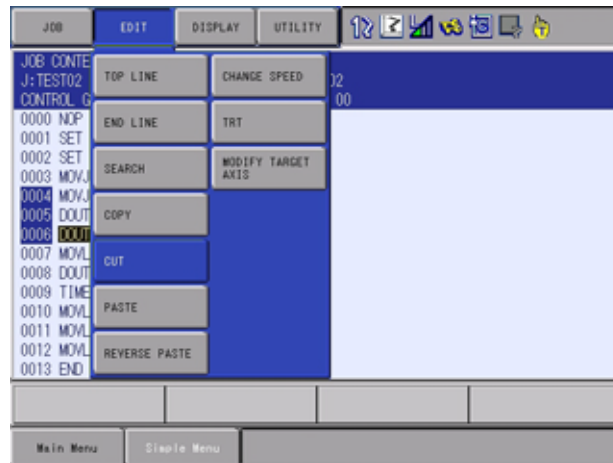 JOB EDIT DISPLAY UTILITY
JOB CONTE
J:TEST02 02
CONTROL G 00
TOP LINE CHANGE SPEED
END LINE TRT
SEARCH MODIFY TARGET AXIS
COPY
CUT
PASTE
REVERSE PASTE
0000 NOP
0001 SET
0002 SET
0003 MOVJ
0004 MOVJ
0005 DOUT
0006 DOUT
0007 MOVL
0008 DOUT
0009 TIME
0010 MOVL
0011 MOVL
0012 MOVL
0013 END
Main Menu Simple Menu